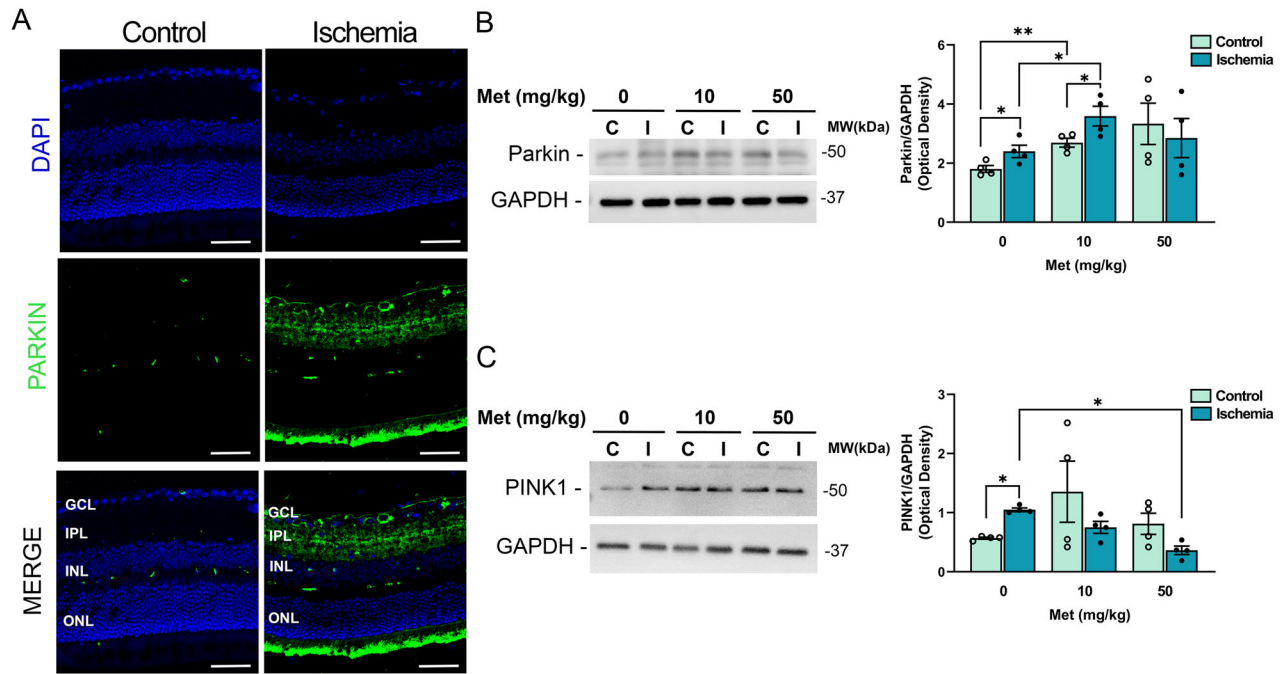 A
Control Ischemia
DAPI
PARKIN
MERGE
GCL
IPL
INL
ONL
GCL
IPL
INL
ONL
B
Met (mg/kg) 0 10 50
C I C I C I MW(kDa)
Parkin - -50
GAPDH - -37
Parkin/GAPDH
(Optical Density)
6
4
2
0
** * * *
0 10 50
Met (mg/kg)
Control
Ischemia
C
Met (mg/kg) 0 10 50
C I C I C I MW(kDa)
PINK1 - -50
GAPDH - -37
PINK1/GAPDH
(Optical Density)
3
2
1
0
* *
0 10 50
Met (mg/kg)
Control
Ischemia